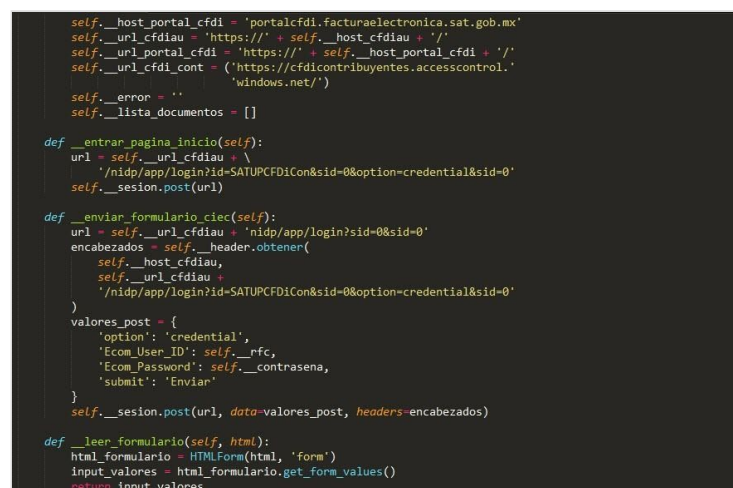 self.__host_portal_cfdi = 'portalcfdi.facturaelectronica.sat.gob.mx'
self.__url_cfdiau = 'https://' + self.__host_cfdiau + '/'
self.__url_portal_cfdi = 'https://' + self.__host_portal_cfdi + '/'
self.__url_cfdi_cont = ('https://cfdicontribuyentes.accesscontrol.'
'windows.net/')
self.__error = ''
self.__lista_documentos = []
def __entrar_pagina_inicio(self):
url = self.__url_cfdiau + \
'/nidp/app/login?id=SATUPCFDiCon&sid=0&option=credential&sid=0'
self.__sesion.post(url)
def __enviar_formulario_ciec(self):
url = self.__url_cfdiau + 'nidp/app/login?sid=0&sid=0'
encabezados = self.__header.obtener(
self.__host_cfdiau,
self.__url_cfdiau +
'/nidp/app/login?id=SATUPCFDiCon&sid=0&option=credential&sid=0'
)
valores_post = {
'option': 'credential',
'Ecom_User_ID': self.__rfc,
'Ecom_Password': self.__contrasena,
'submit': 'Enviar'
}
self.__sesion.post(url, data=valores_post, headers=encabezados)
def __leer_formulario(self, html):
html_formulario = HTMLForm(html, 'form')
input_valores = html_formulario.get_form_values()
return input_valores